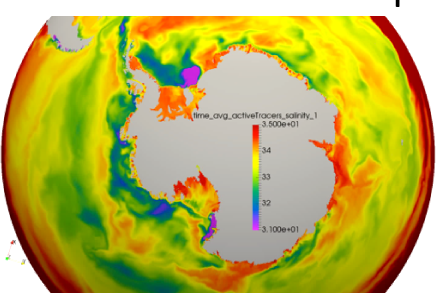 time_avg_activeTracers_salinity_1
3.500e+01
34
33
32
3.100e+01